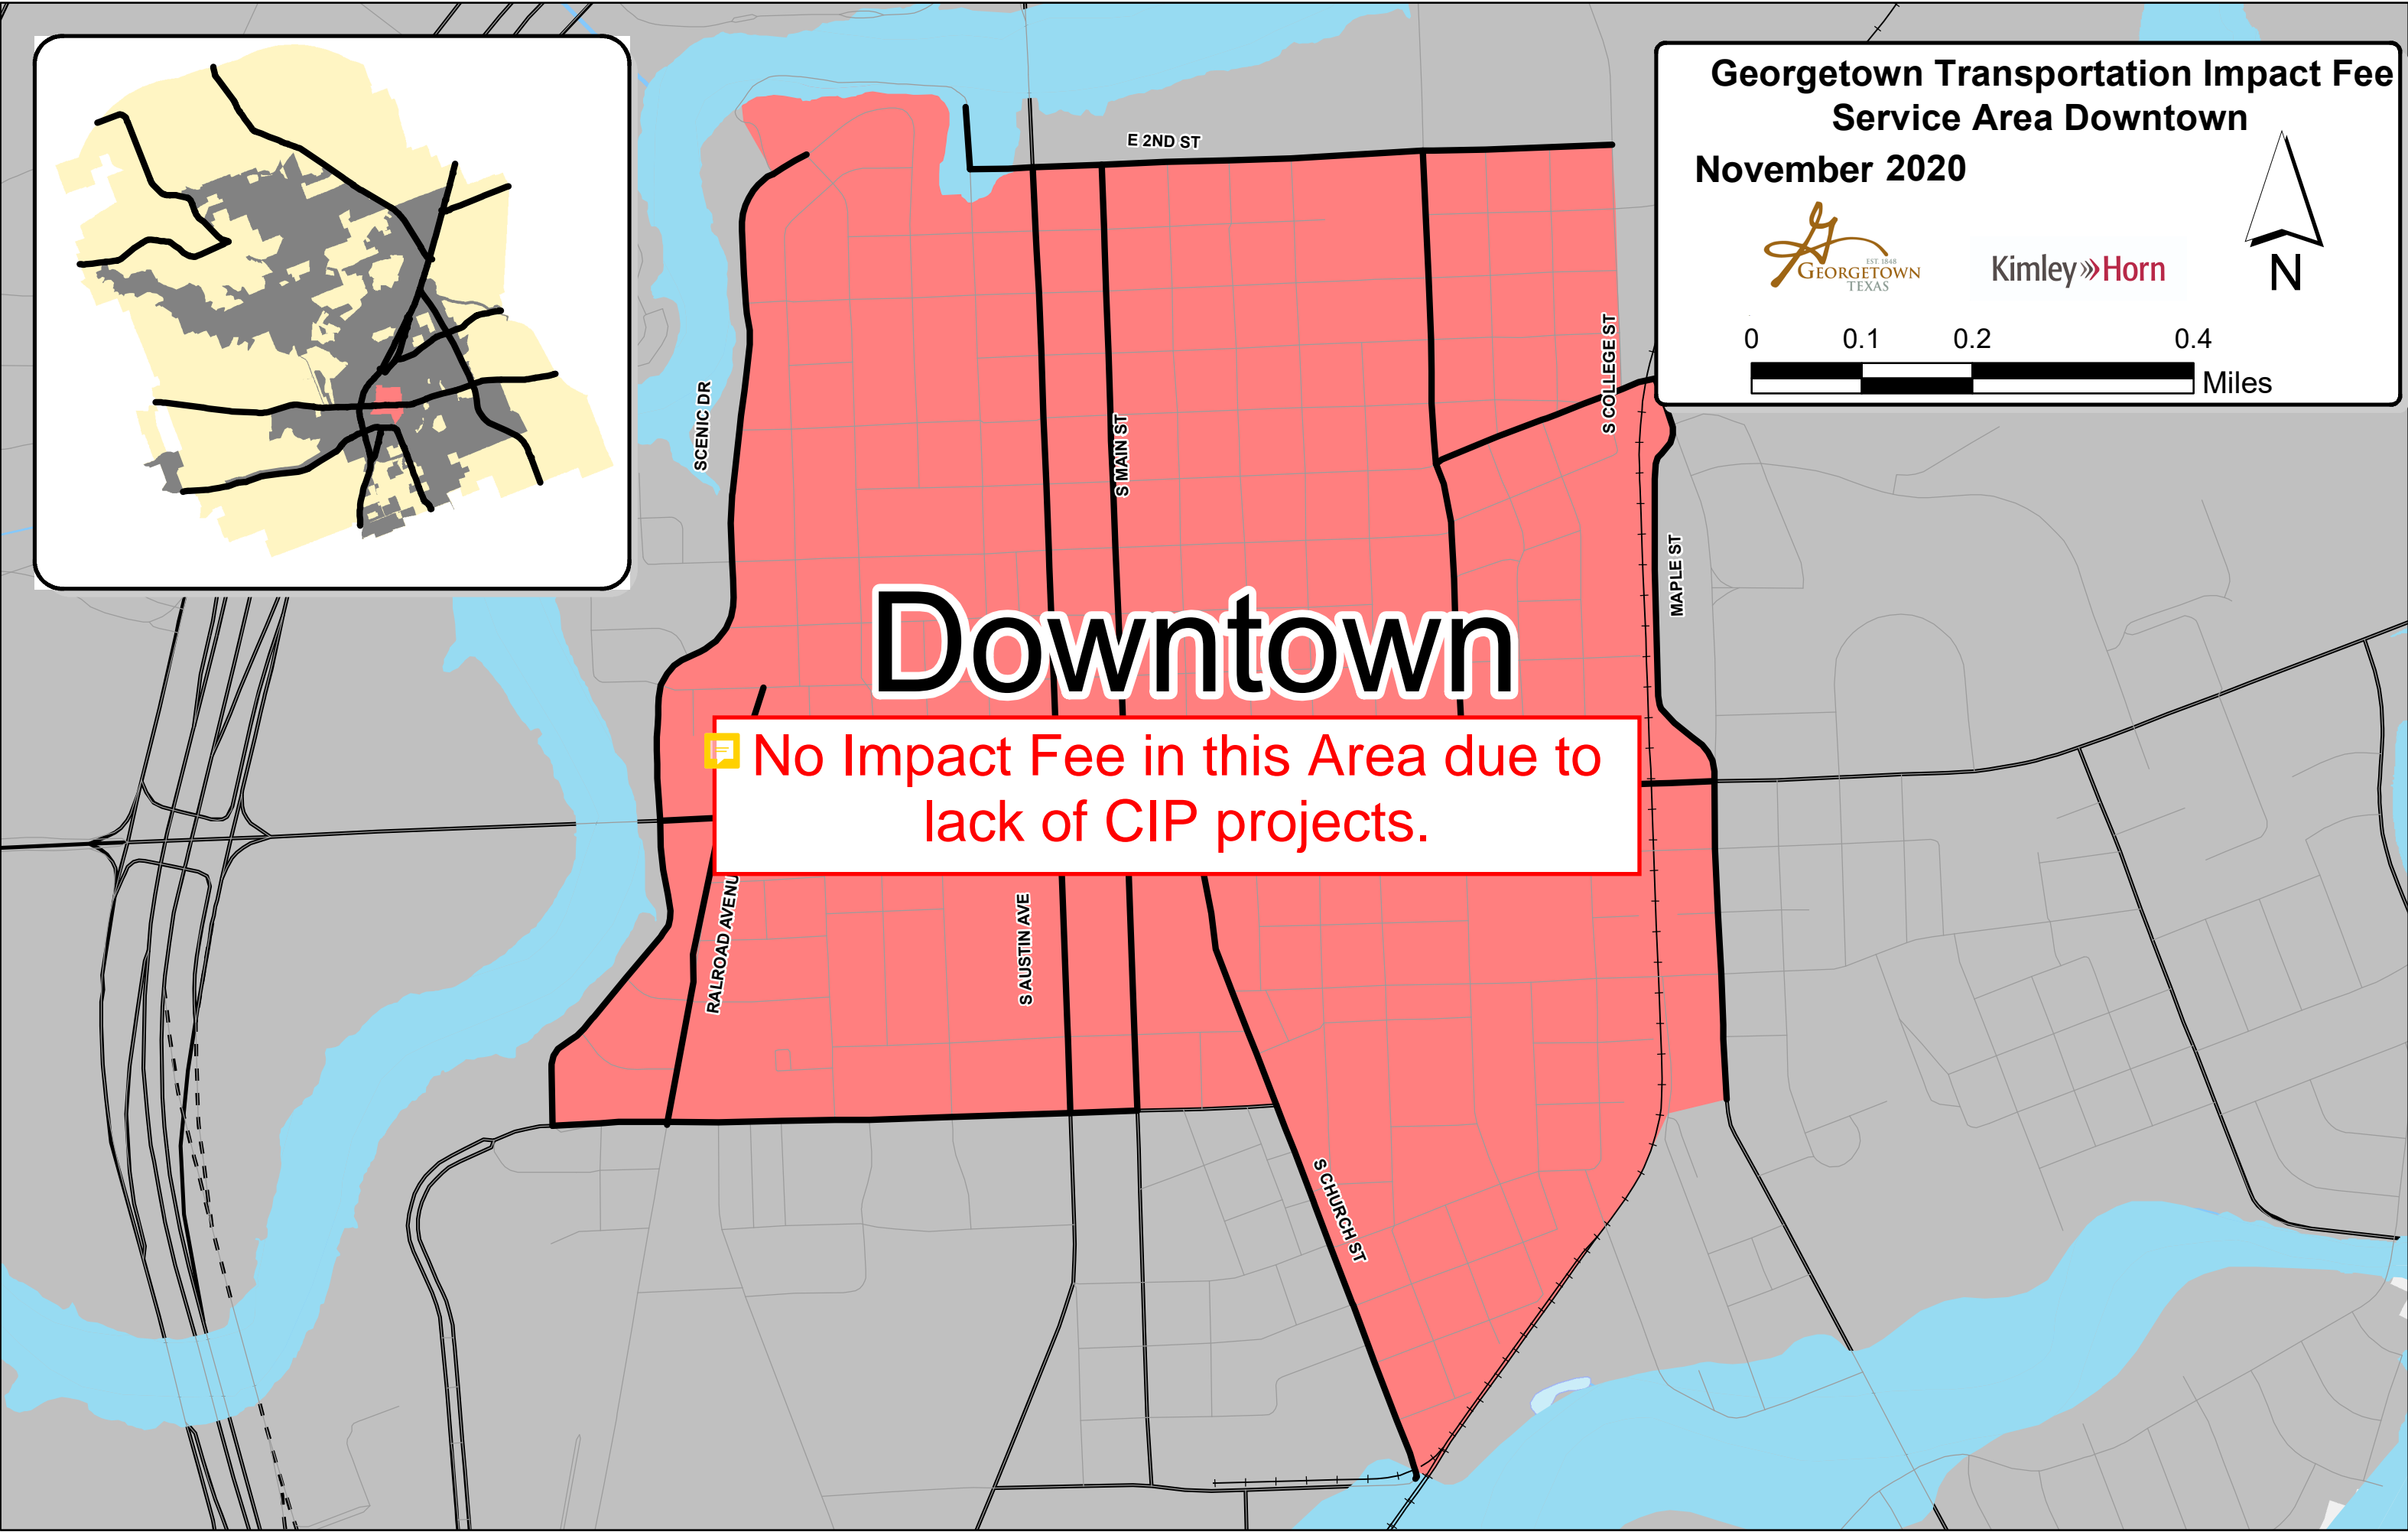 Georgetown Transportation Impact Fee
Service Area Downtown
November 2020
EST. 1848
GEORGETOWN
TEXAS
Kimley»Horn
N
0 0.1 0.2 0.4
Miles
E 2ND ST
S COLLEGE ST
SCENIC DR
S MAIN ST
MAPLE ST
Downtown
No Impact Fee in this Area due to
lack of CIP projects.
RALROAD AVENU
S AUSTIN AVE
S CHURCH ST